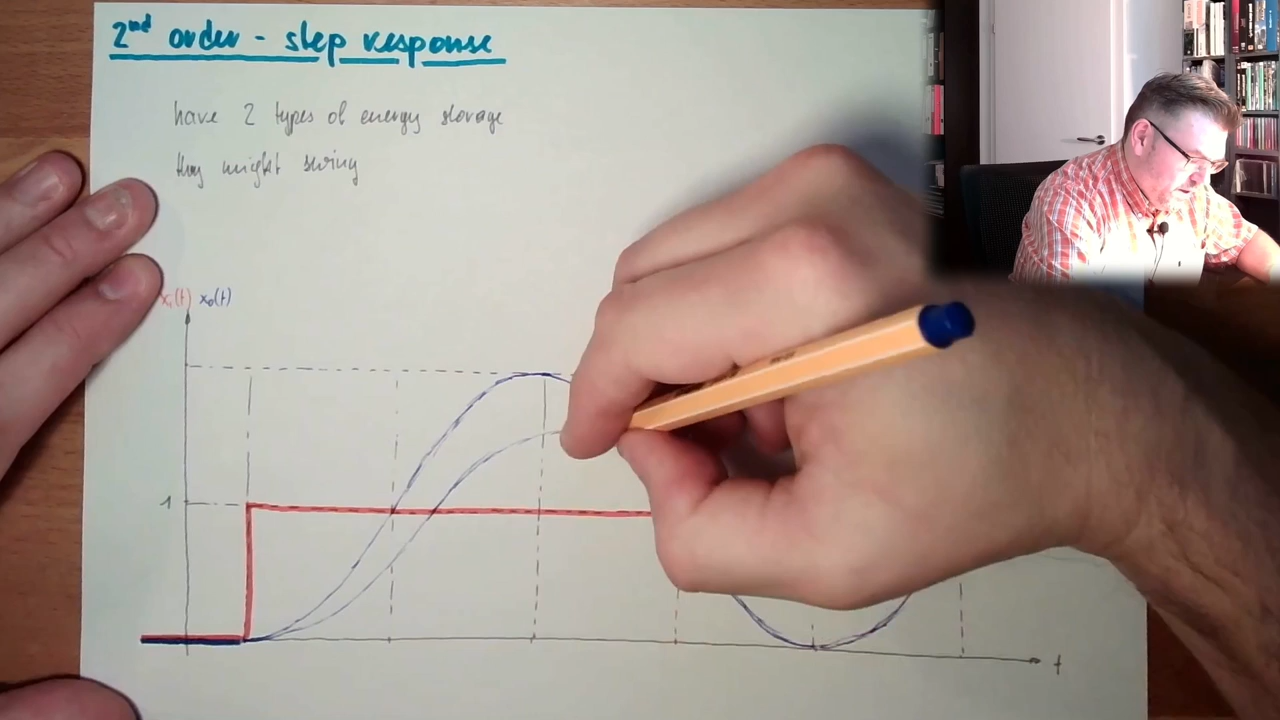 2nd order - step response
have 2 types of energy storage
they might swing
xi(t) xo(t)
1
t